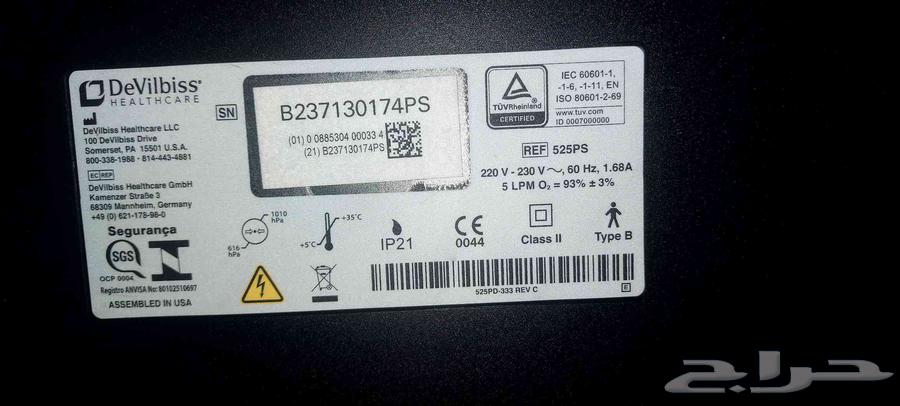 DeVilbiss®
HEALTHCARE
DeVilbiss Healthcare LLC
100 DeVilbiss Drive
Somerset, PA 15501 U.S.A.
800-338-1988 • 814-443-4881
EC REP
DeVilbiss Healthcare GmbH
Kamenzer Straße 3
68309 Mannheim, Germany
+49 (0) 621-178-98-0
Segurança
SGS
OCP 0004
Registro ANVISA No: 80102510697
ASSEMBLED IN USA
SN
B237130174PS
(01) 0 0885304 00033 4
(21) B237130174PS
TÜVRheinland
CERTIFIED
IEC 60601-1,
-1-6, -1-11, EN
ISO 80601-2-69
www.tuv.com
ID 0007000000
REF 525PS
220 V - 230 V ~, 60 Hz, 1.68A
5 LPM O₂ = 93% ± 3%
1010
hPa
616
hPa
+35°C
+5°C
IP21
CE
0044
Class II
Type B
525PD-333 REV C
E
حراج